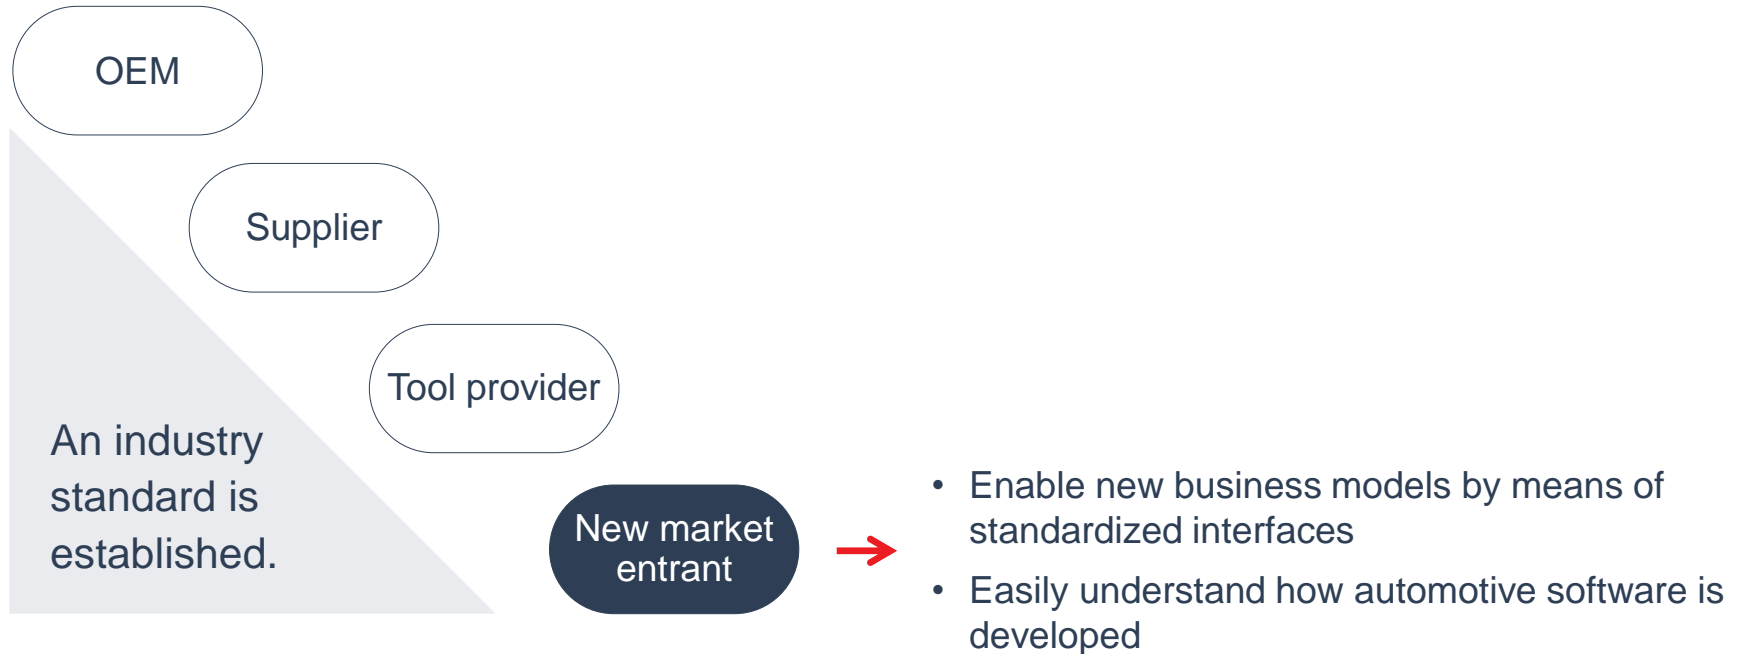 OEM
Supplier
Tool provider
An industry
standard is
established.
New market
entrant
• Enable new business models by means of
standardized interfaces
• Easily understand how automotive software is
developed